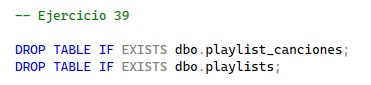 -- Ejercicio 39
DROP TABLE IF EXISTS dbo.playlist_canciones;
DROP TABLE IF EXISTS dbo.playlists;